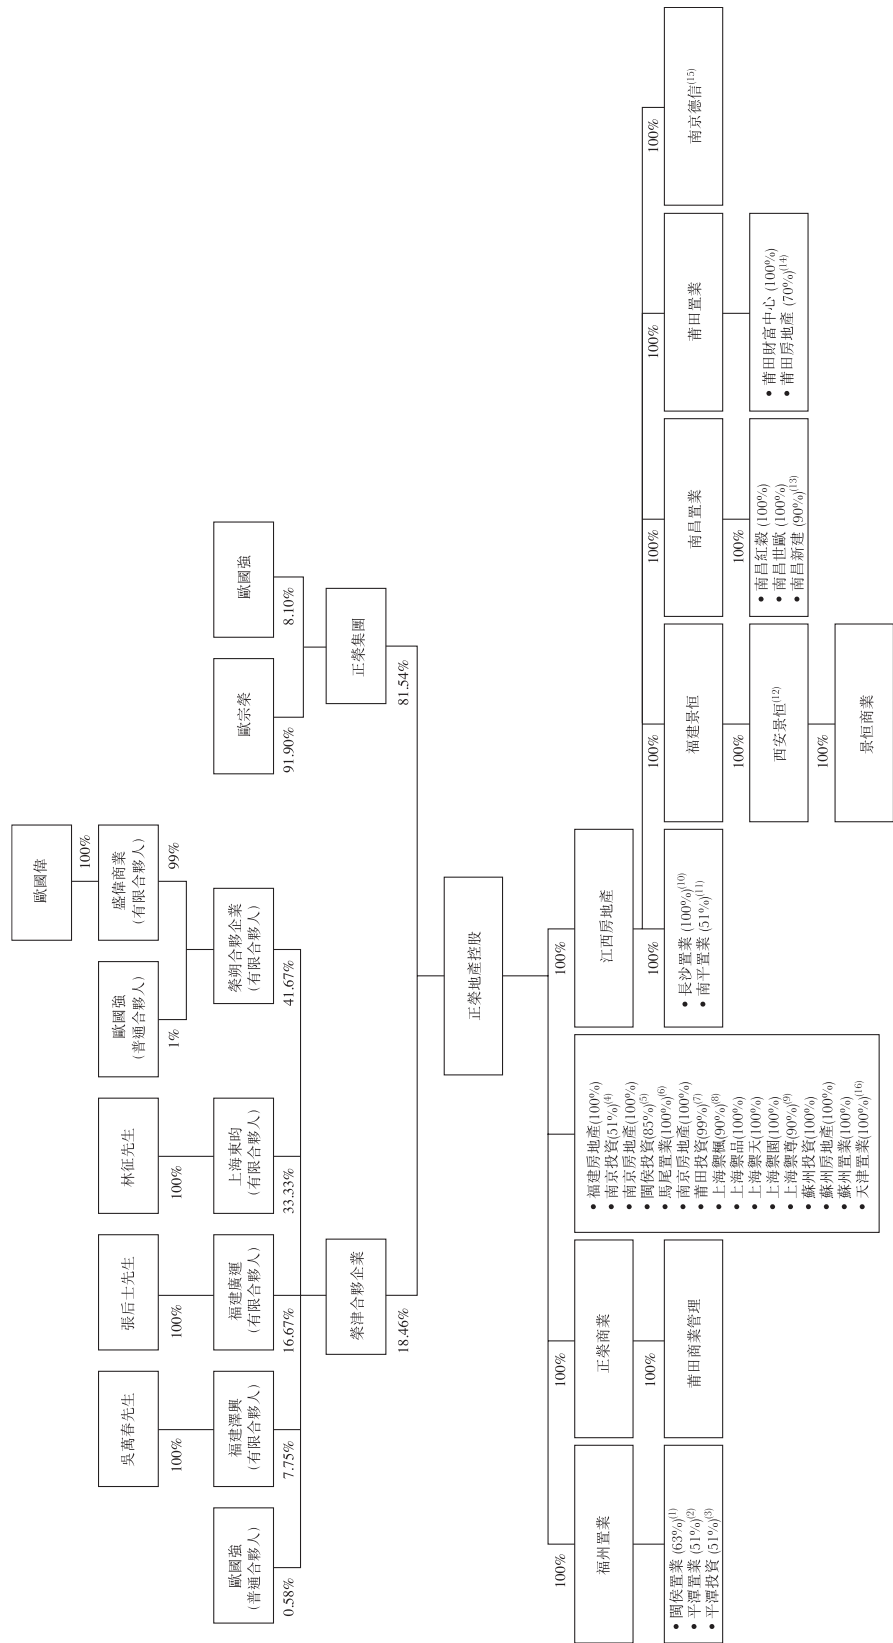 歐國偉
100%
吳萬春先生
張后士先生
林征先生
歐國強
(普通合夥人)
盛偉商業
(有限合夥人)
100%
100%
100%
1%
99%
歐國強
(普通合夥人)
福建澤興
(有限合夥人)
福建廣運
(有限合夥人)
上海東昀
(有限合夥人)
榮朔合夥企業
(有限合夥人)
歐宗榮
歐國強
0.58%
7.75%
16.67%
33.33%
41.67%
91.90%
8.10%
榮津合夥企業
正榮集團
18.46%
81.54%
正榮地產控股
100%
100%
100%
福州置業
正榮商業
• 福建房地產(100%)
• 南京投資(51%)(4)
• 南京房地產(100%)
• 閩侯投資(85%)(5)
• 馬尾置業(100%)(6)
• 南京房地產(100%)
• 莆田投資(99%)(7)
• 上海禦楓(90%)(8)
• 上海禦品(100%)
• 上海禦天(100%)
• 上海禦園(100%)
• 上海禦尊(90%)(9)
• 蘇州投資(100%)
• 蘇州房地產(100%)
• 蘇州置業(100%)
• 天津置業(100%)(16)
江西房地產
100%
100%
100%
100%
100%
100%
• 閩侯置業 (63%)(1)
• 平潭置業 (51%)(2)
• 平潭投資 (51%)(3)
莆田商業管理
• 長沙置業 (100%)(10)
• 南平置業 (51%)(11)
福建景恒
南昌置業
莆田置業
南京德信(15)
100%
100%
西安景恒(12)
• 南昌紅穀 (100%)
• 南昌世歐 (100%)
• 南昌新建 (90%)(13)
• 莆田財富中心 (100%)
• 莆田房地產 (70%)(14)
100%
景恒商業